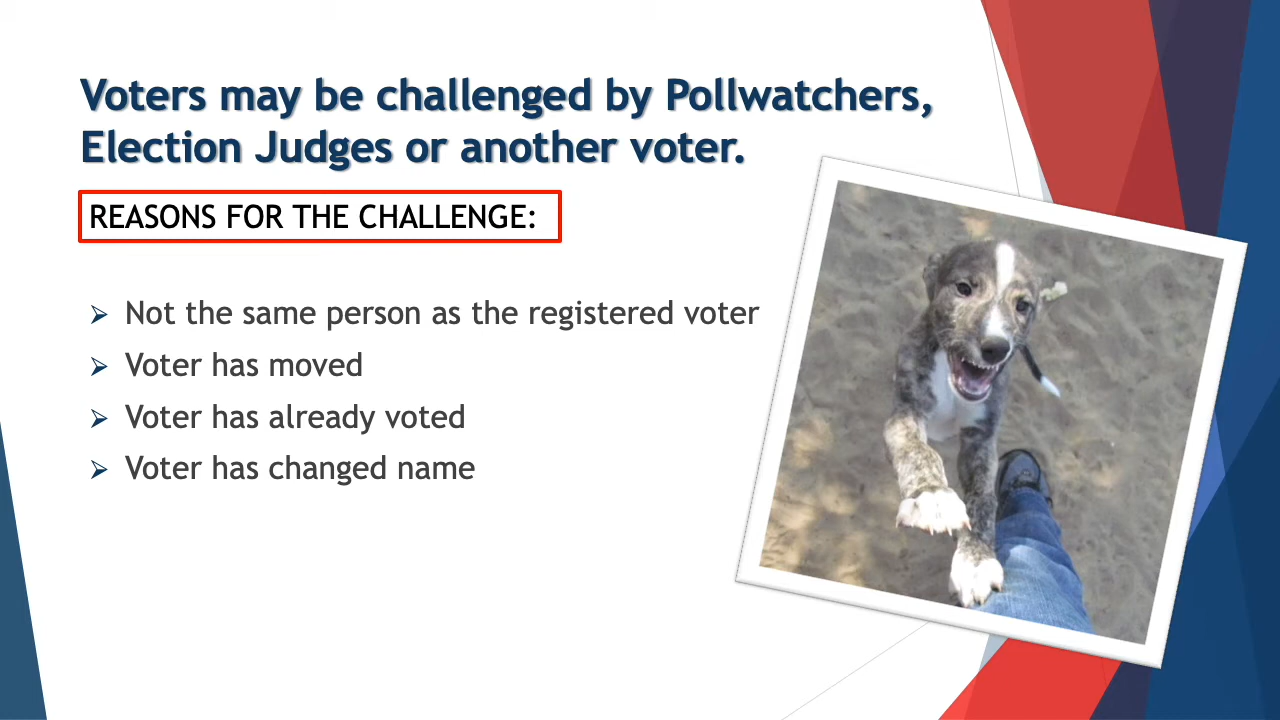 Voters may be challenged by Pollwatchers,
Election Judges or another voter.
REASONS FOR THE CHALLENGE:
Not the same person as the registered voter
Voter has moved
Voter has already voted
Voter has changed name